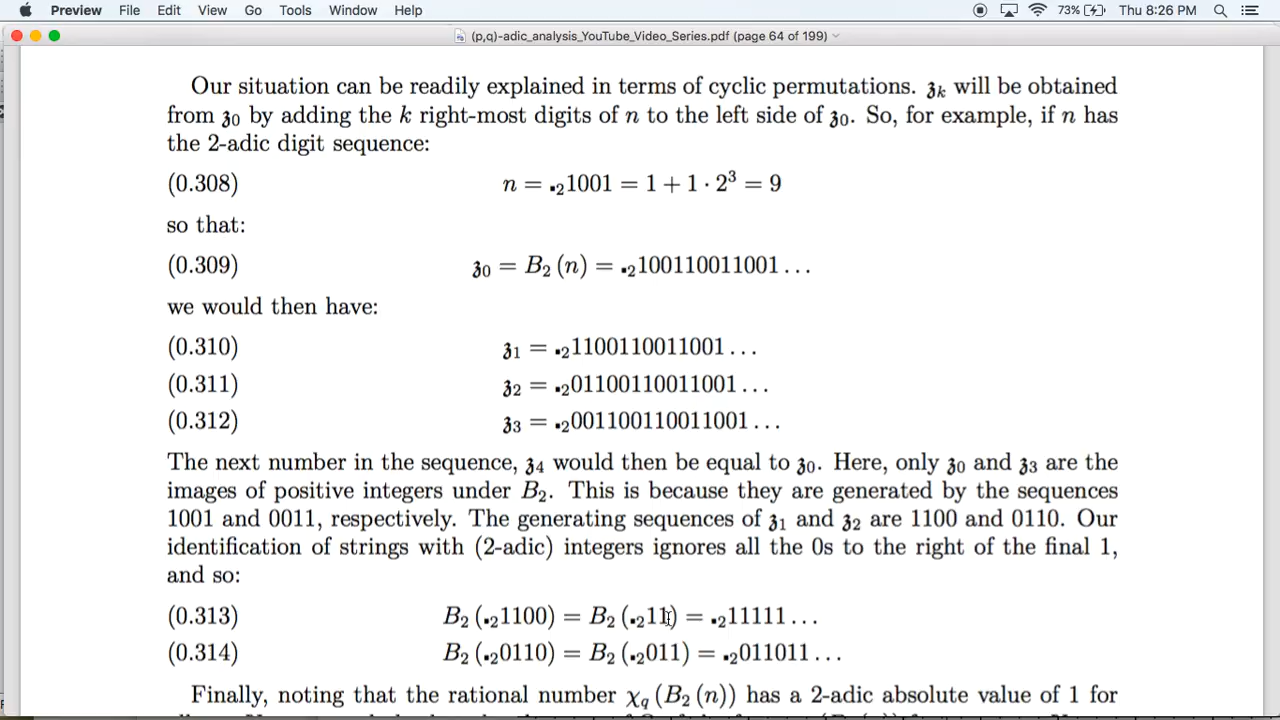 Preview File Edit View Go Tools Window Help 73% Thu 8:26 PM
(p,q)-adic_analysis_YouTube_Video_Series.pdf (page 64 of 199)
Our situation can be readily explained in terms of cyclic permutations. 𝔷ₖ will be obtained
from 𝔷₀ by adding the k right-most digits of n to the left side of 𝔷₀. So, for example, if n has
the 2-adic digit sequence:
(0.308) n = ▪₂1001 = 1 + 1 · 2³ = 9
so that:
(0.309) 𝔷₀ = B₂ (n) = ▪₂100110011001 . . .
we would then have:
(0.310) 𝔷₁ = ▪₂1100110011001 . . .
(0.311) 𝔷₂ = ▪₂01100110011001 . . .
(0.312) 𝔷₃ = ▪₂001100110011001 . . .
The next number in the sequence, 𝔷₄ would then be equal to 𝔷₀. Here, only 𝔷₀ and 𝔷₃ are the
images of positive integers under B₂. This is because they are generated by the sequences
1001 and 0011, respectively. The generating sequences of 𝔷₁ and 𝔷₂ are 1100 and 0110. Our
identification of strings with (2-adic) integers ignores all the 0s to the right of the final 1,
and so:
(0.313) B₂ (▪₂1100) = B₂ (▪₂11) = ▪₂11111 . . .
(0.314) B₂ (▪₂0110) = B₂ (▪₂011) = ▪₂011011 . . .
Finally, noting that the rational number χ_q (B₂ (n)) has a 2-adic absolute value of 1 for